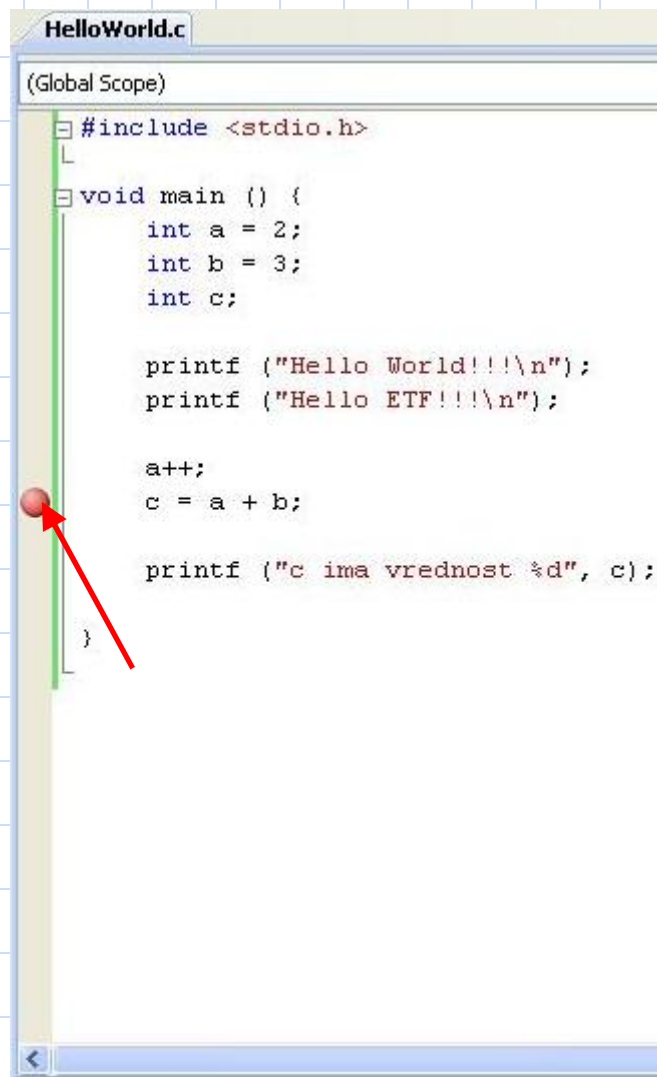 HelloWorld.c
(Global Scope)
#include <stdio.h>
void main () {
int a = 2;
int b = 3;
int c;
printf ("Hello World!!!\n");
printf ("Hello ETF!!!\n");
a++;
c = a + b;
printf ("c ima vrednost %d", c);
}